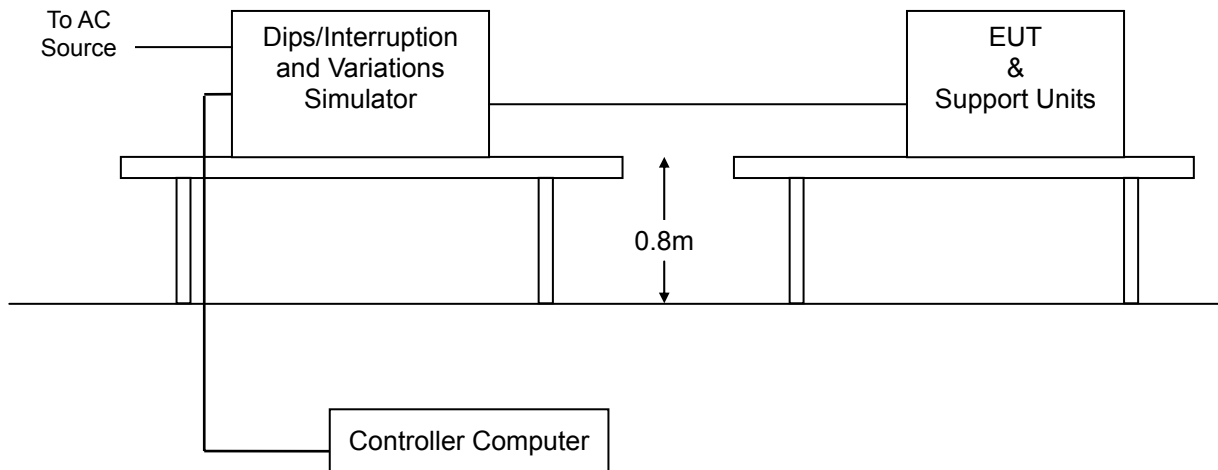 To AC
Source
Dips/Interruption
and Variations
Simulator
EUT
&
Support Units
0.8m
Controller Computer